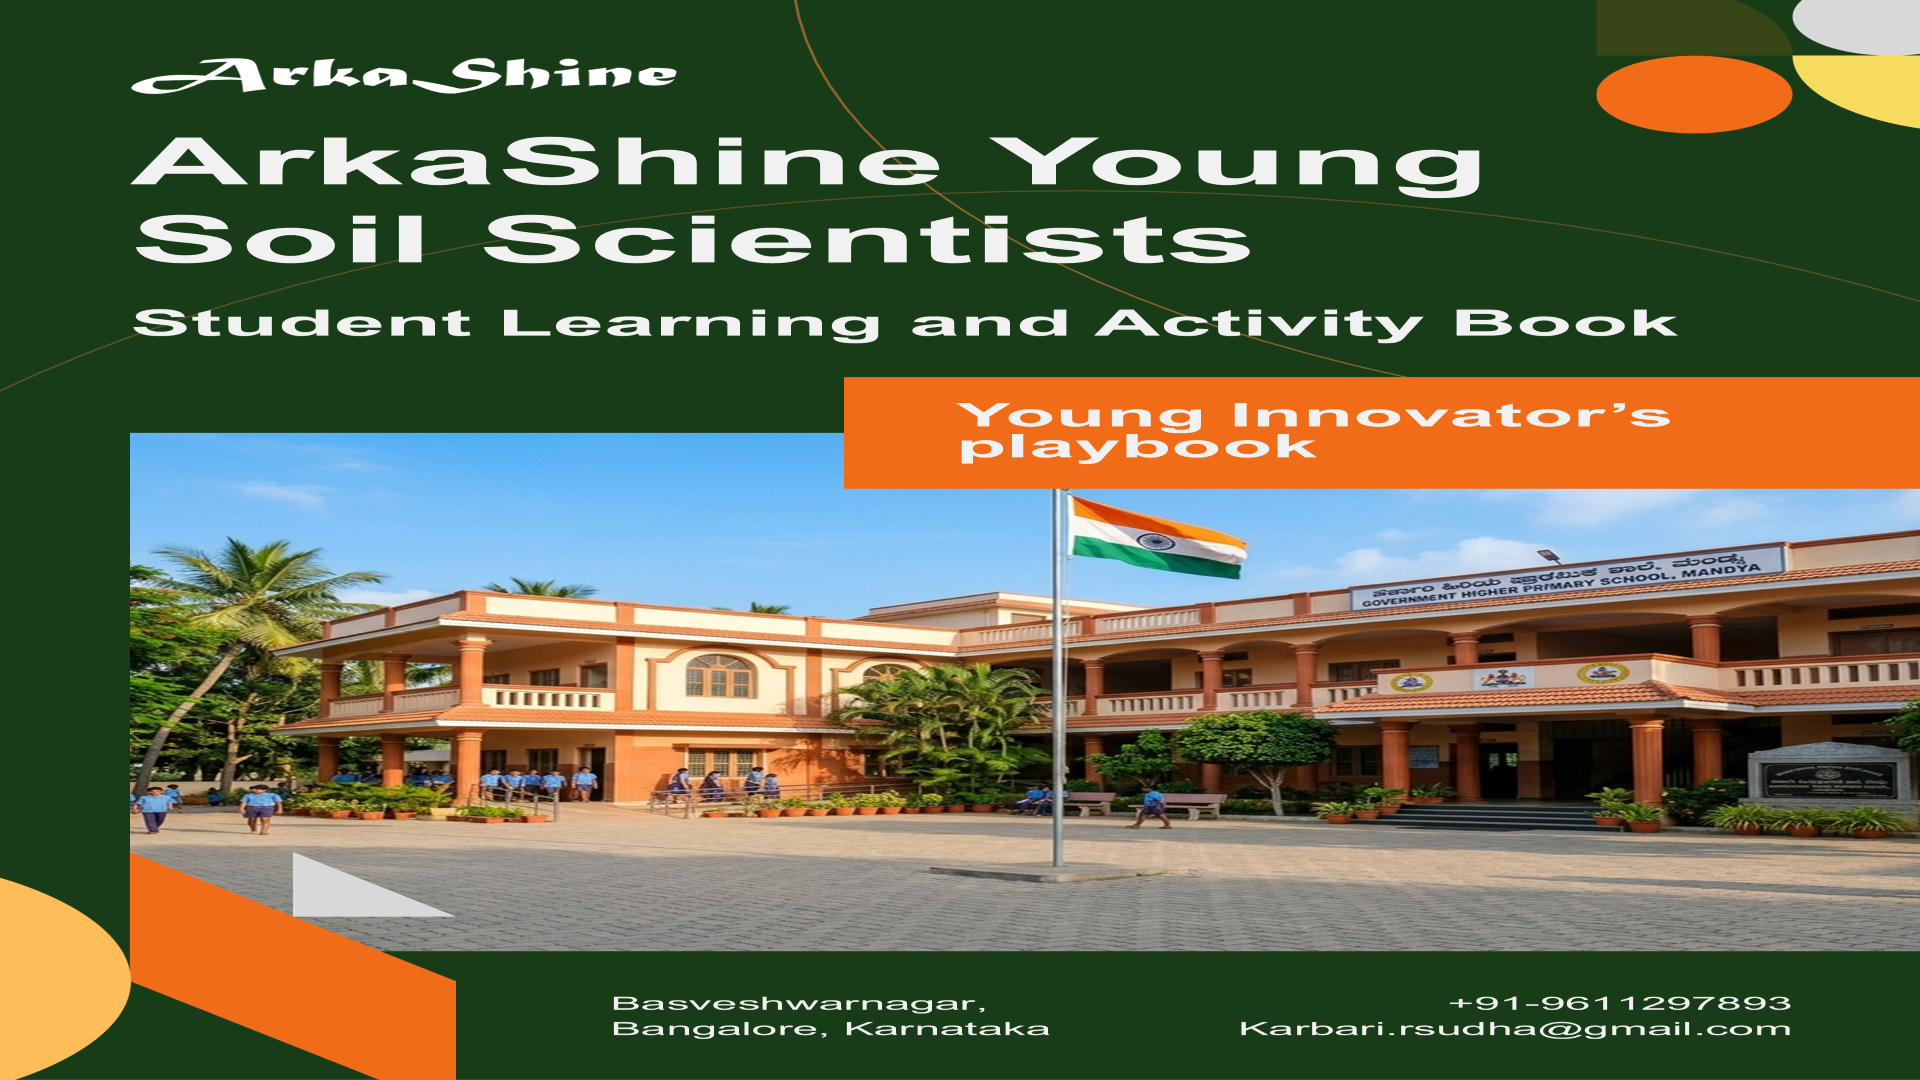 ArkaShine
ArkaShine Young
Soil Scientists
Student Learning and Activity Book
Young Innovator’s
playbook
GOVERNMENT HIGHER PRIMARY SCHOOL, MANDYA
Basveshwarnagar,
Bangalore, Karnataka
+91-9611297893
Karbari.rsudha@gmail.com